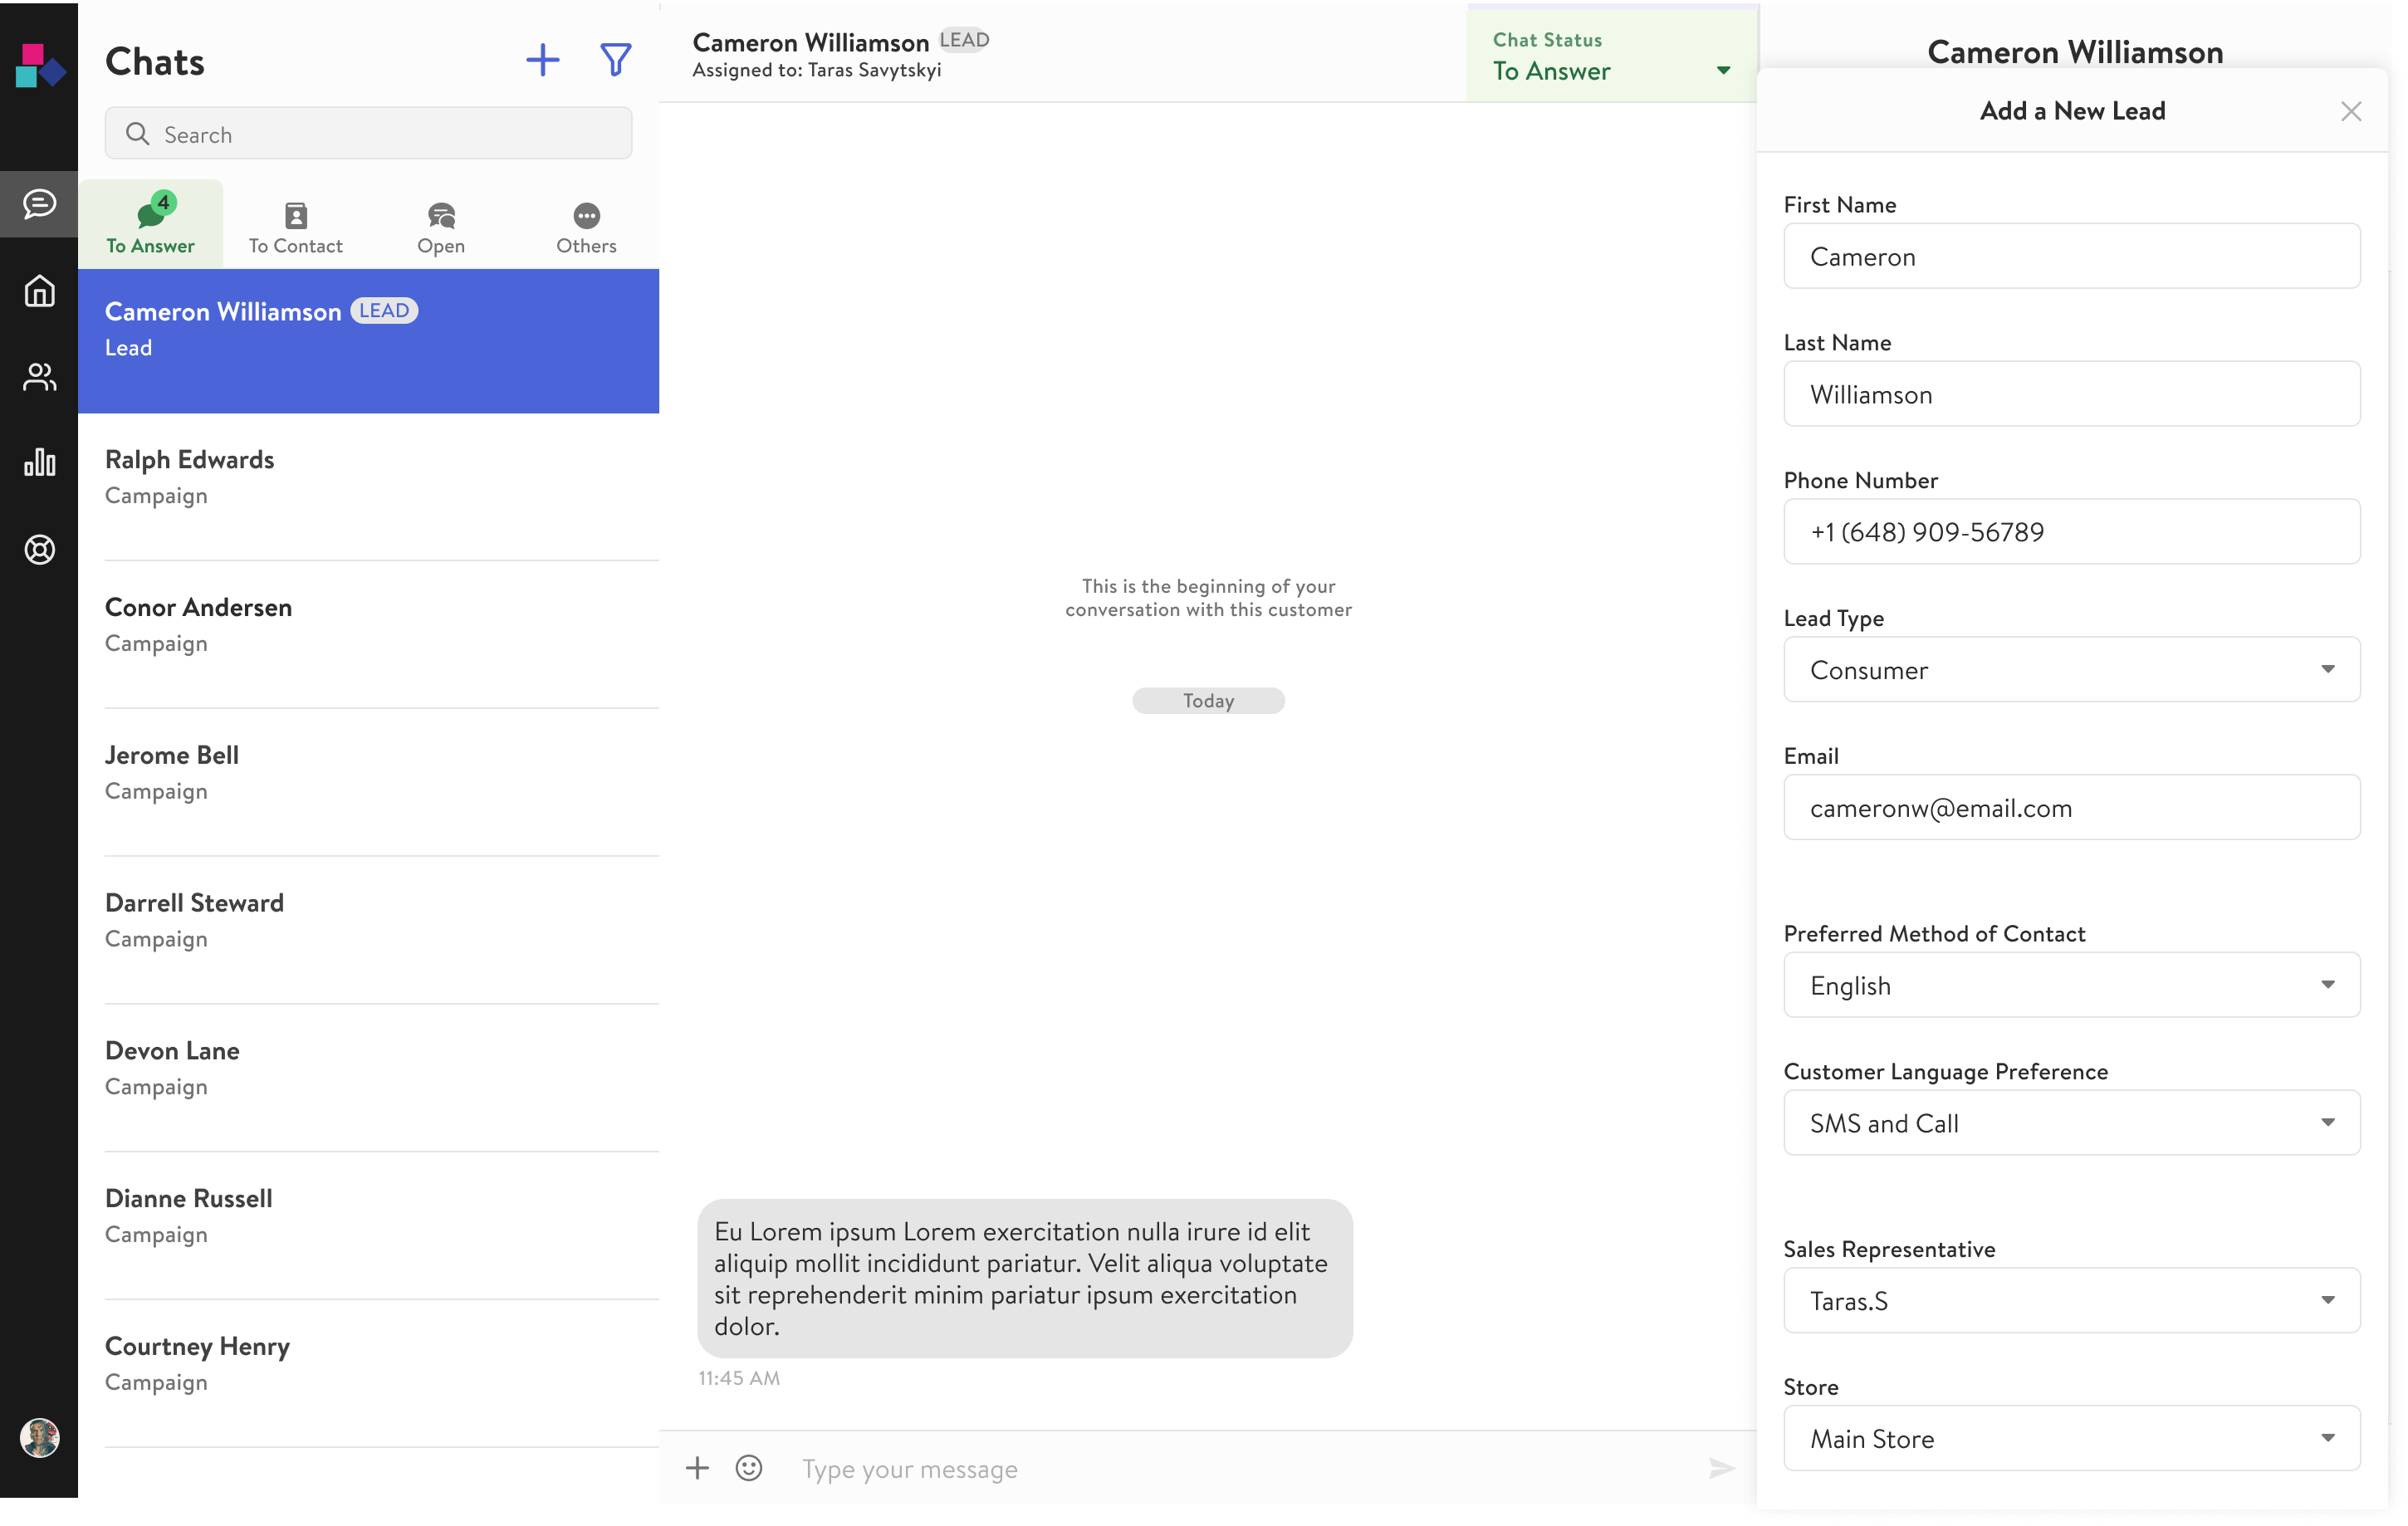 Chats
Search
4
To Answer
To Contact
Open
Others
Cameron Williamson LEAD
Lead
Ralph Edwards
Campaign
Conor Andersen
Campaign
Jerome Bell
Campaign
Darrell Steward
Campaign
Devon Lane
Campaign
Dianne Russell
Campaign
Courtney Henry
Campaign
Cameron Williamson LEAD
Assigned to: Taras Savytskyi
Chat Status
To Answer
This is the beginning of your
conversation with this customer
Today
Eu Lorem ipsum Lorem exercitation nulla irure id elit
aliquip mollit incididunt pariatur. Velit aliqua voluptate
sit reprehenderit minim pariatur ipsum exercitation
dolor.
11:45 AM
Type your message
Cameron Williamson
Add a New Lead
First Name
Cameron
Last Name
Williamson
Phone Number
+1 (648) 909-56789
Lead Type
Consumer
Email
cameronw@email.com
Preferred Method of Contact
English
Customer Language Preference
SMS and Call
Sales Representative
Taras.S
Store
Main Store